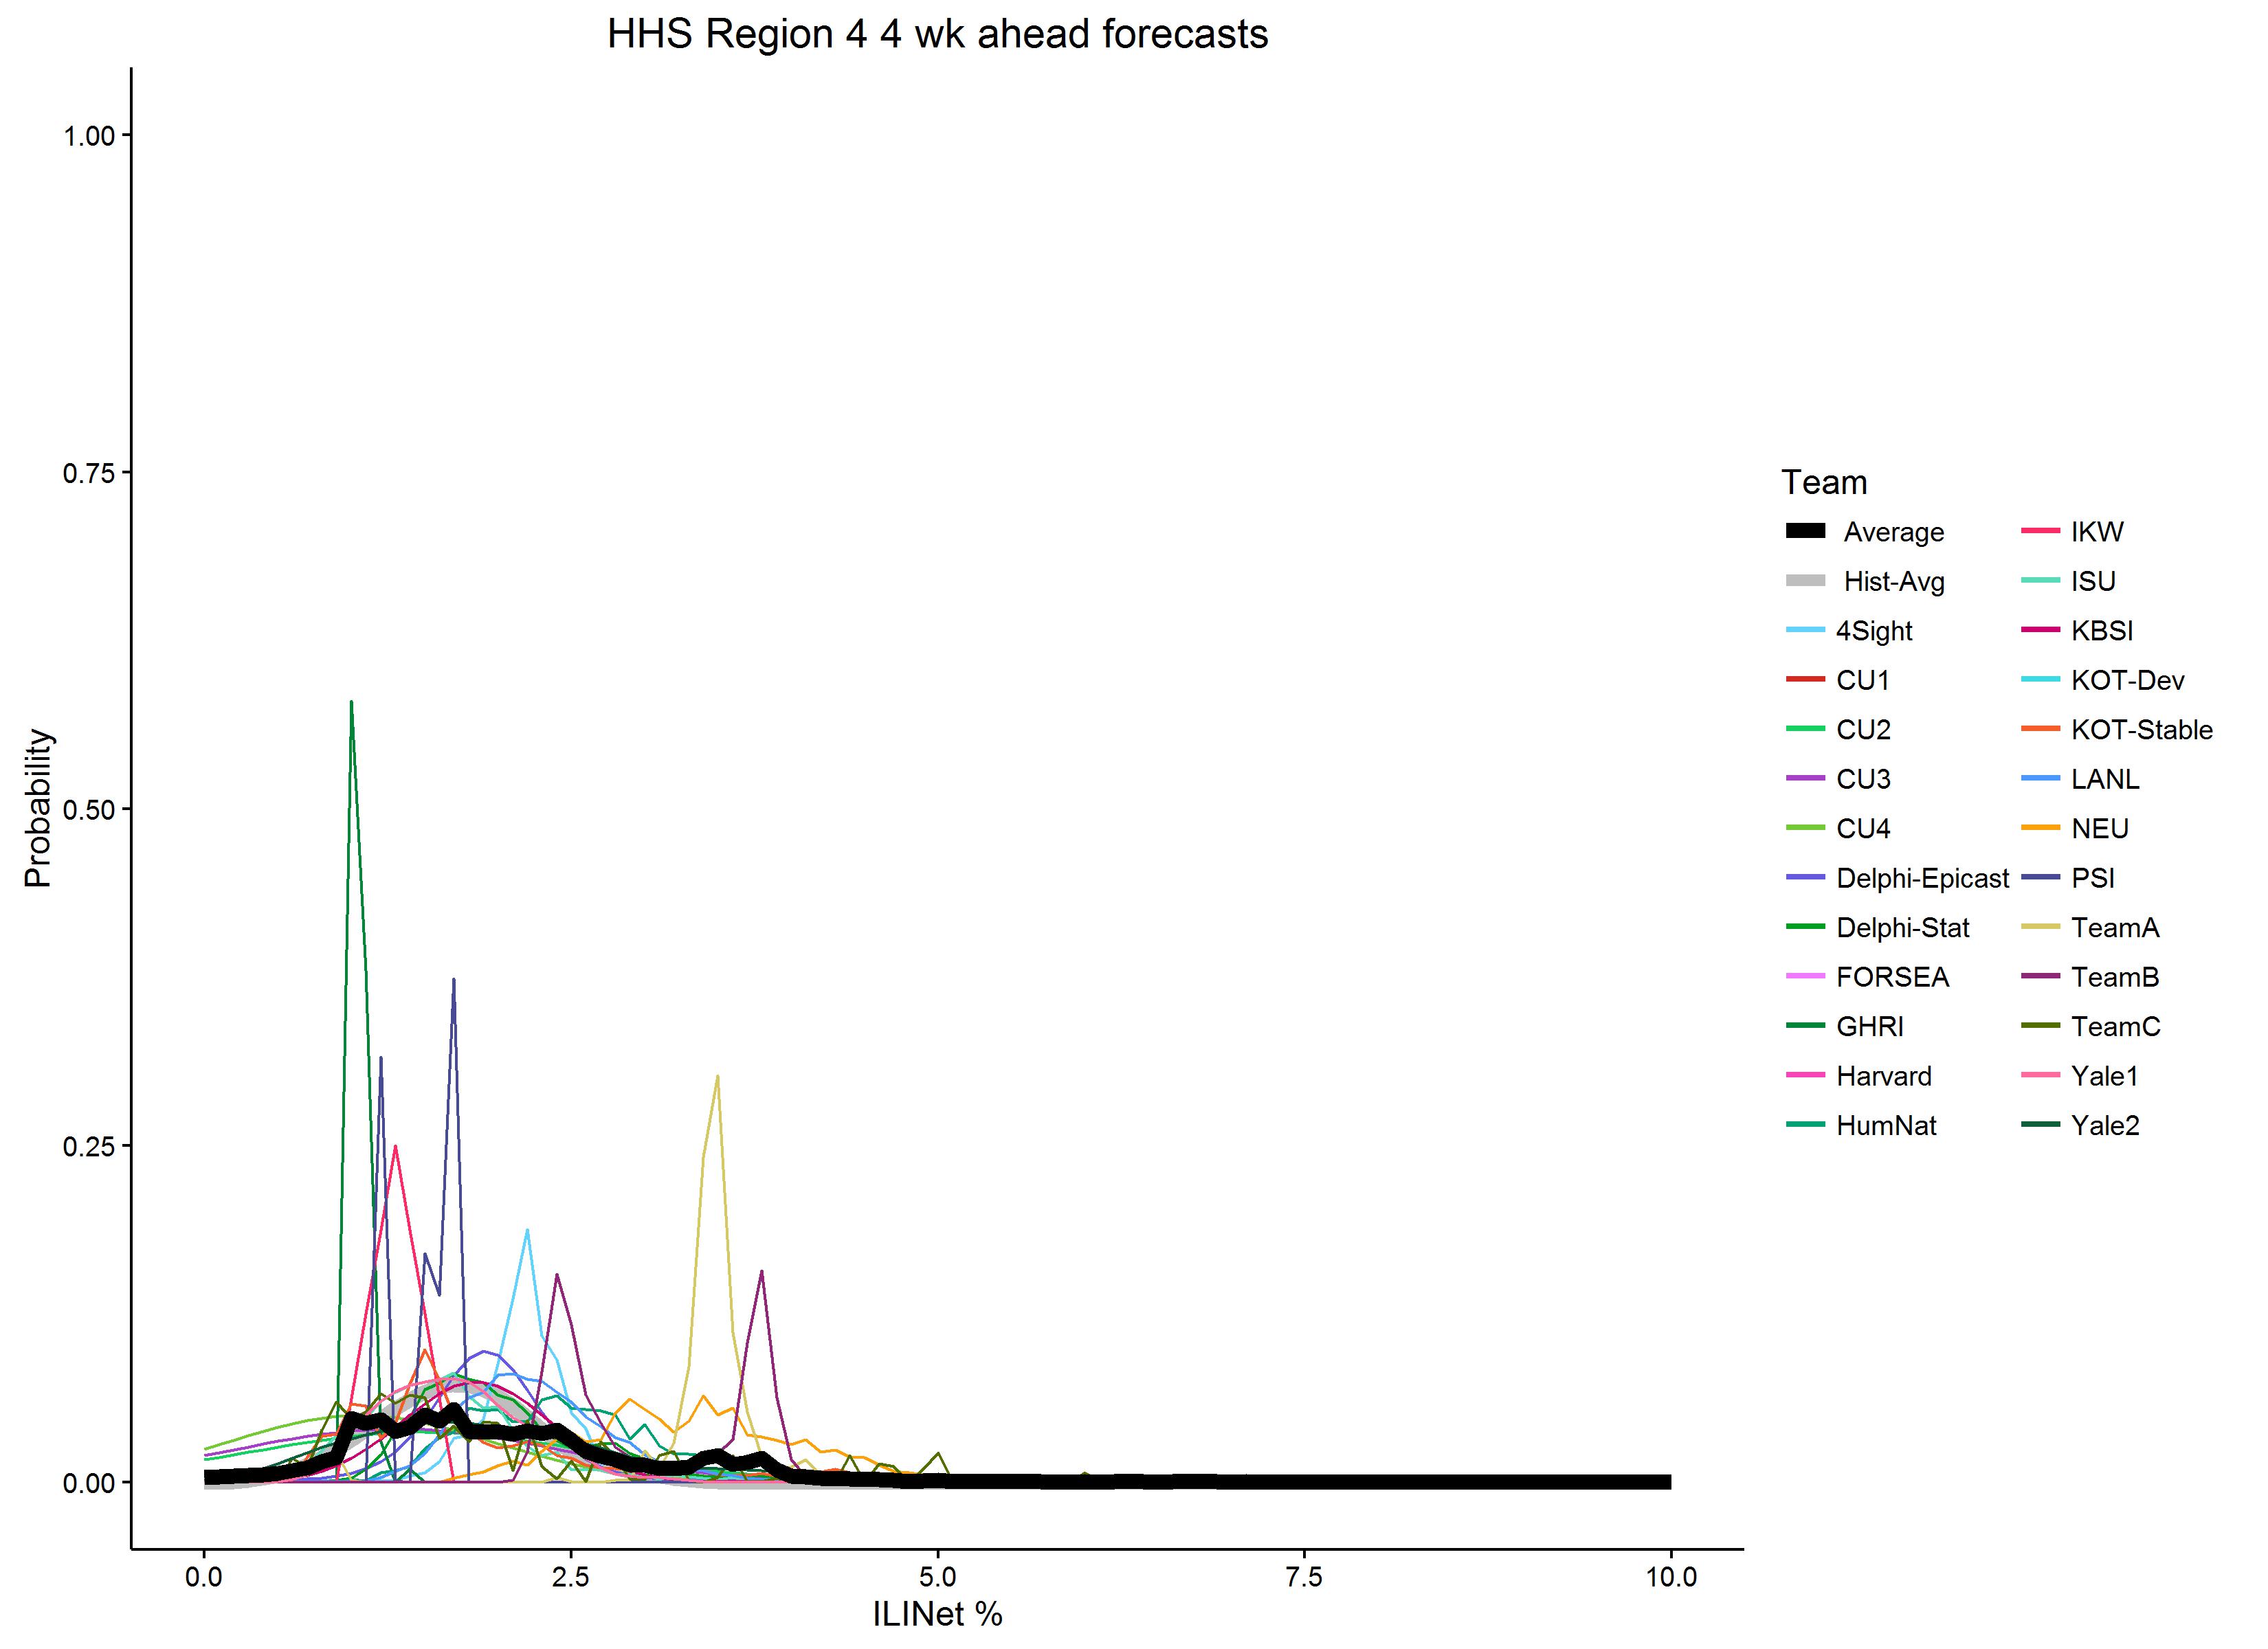 HHS Region 4 4 wk ahead forecasts
1.00
0.75
0.50
0.25
0.00
Probability
0.0 2.5 5.0 7.5 10.0
ILINet %
Team
Average
Hist-Avg
4Sight
CU1
CU2
CU3
CU4
Delphi-Epicast
Delphi-Stat
FORSEA
GHRI
Harvard
HumNat
IKW
ISU
KBSI
KOT-Dev
KOT-Stable
LANL
NEU
PSI
TeamA
TeamB
TeamC
Yale1
Yale2